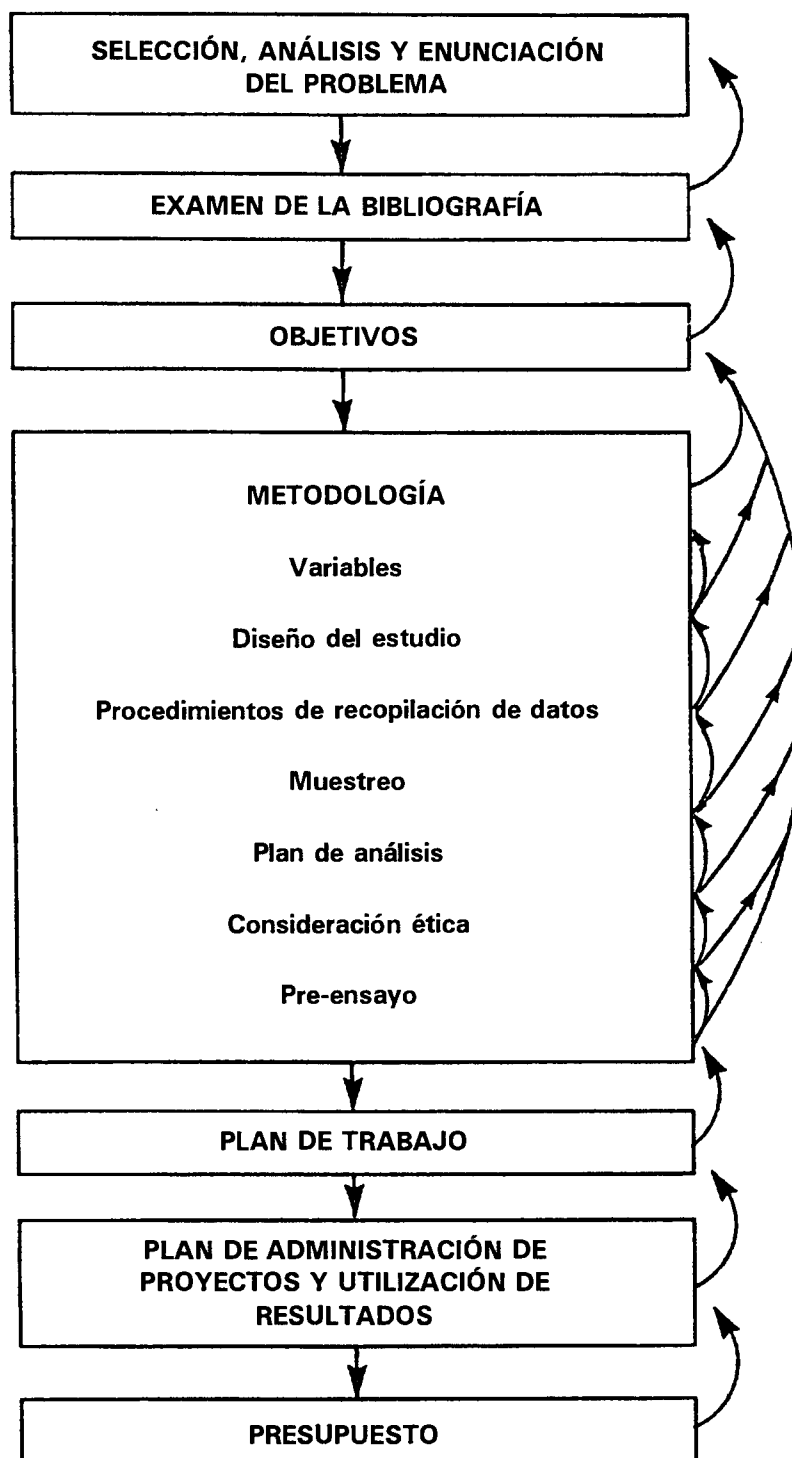 SELECCIÓN, ANÁLISIS Y ENUNCIACIÓN
DEL PROBLEMA
EXAMEN DE LA BIBLIOGRAFÍA
OBJETIVOS
METODOLOGÍA
Variables
Diseño del estudio
Procedimientos de recopilación de datos
Muestreo
Plan de análisis
Consideración ética
Pre-ensayo
PLAN DE TRABAJO
PLAN DE ADMINISTRACIÓN DE
PROYECTOS Y UTILIZACIÓN DE
RESULTADOS
PRESUPUESTO